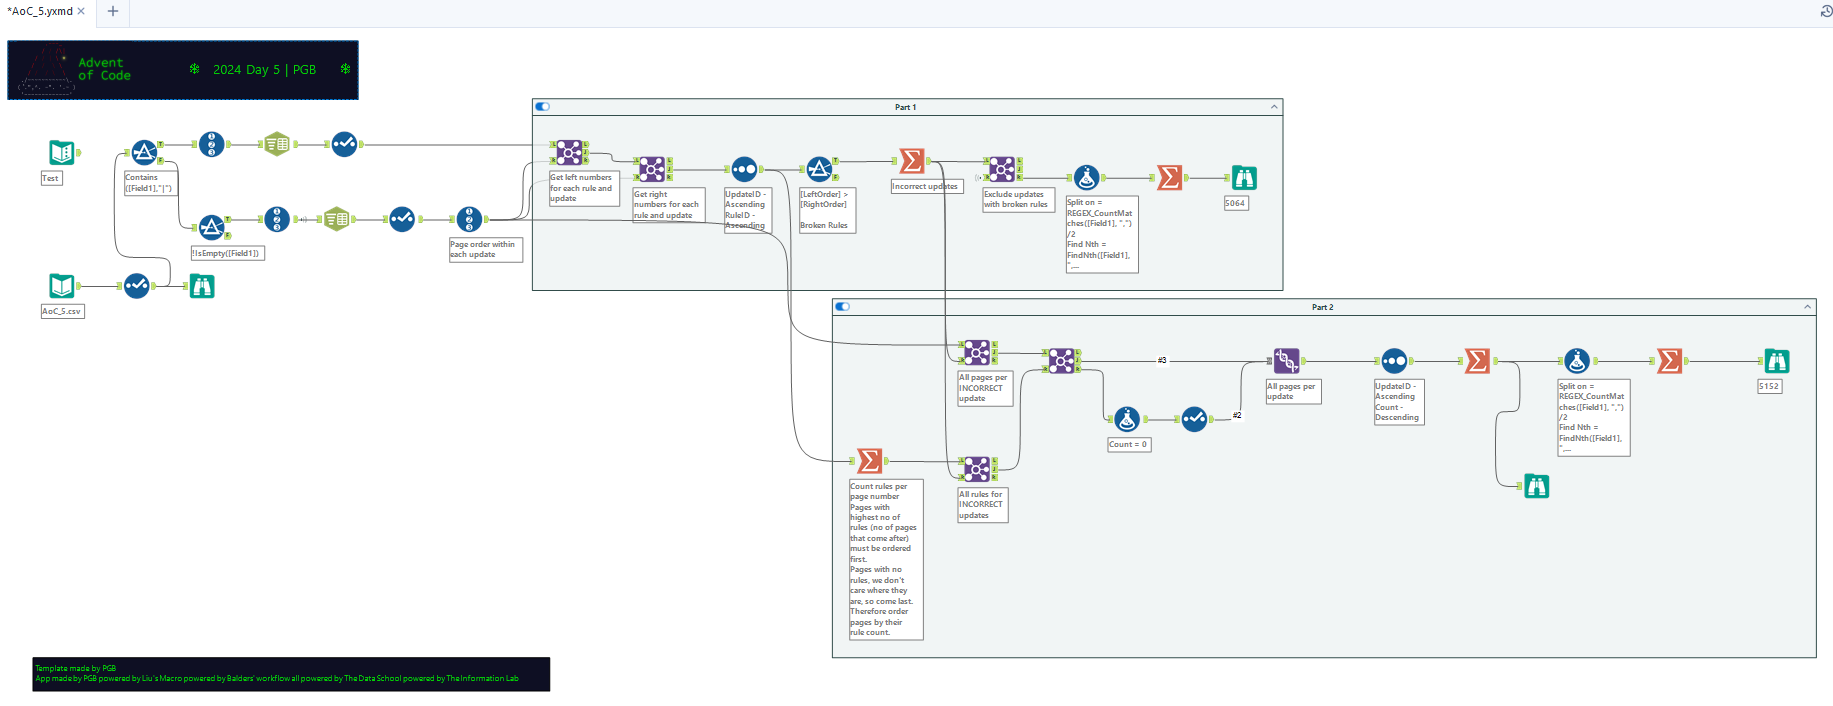 *AoC_5.yxmd
Advent
of Code
2024 Day 5 | PGB
Part 1
Test
Contains
([Field1],"|")
!IsEmpty([Field1])
AoC_5.csv
Page order within
each update
Get left numbers
for each rule and
update
Get right
numbers for each
rule and update
UpdateID -
Ascending
RuleID -
Ascending
[LeftOrder] >
[RightOrder]
Broken Rules
Incorrect updates
Exclude updates
with broken rules
Split on =
REGEX_CountMat
ches([Field1], ",")
/2
Find Nth =
FindNth([Field1],
",...
5064
Part 2
All pages per
INCORRECT
update
#3
#2
Count = 0
All pages per
update
UpdateID -
Ascending
Count -
Descending
Split on =
REGEX_CountMat
ches([Field1], ",")
/2
Find Nth =
FindNth([Field1],
",...
5152
Count rules per
page number
Pages with
highest no of
rules (no of pages
that come after)
must be ordered
first.
Pages with no
rules, we don't
care where they
are, so come last.
Therefore order
pages by their
rule count.
All rules for
INCORRECT
updates
Template made by PGB
App made by PGB powered by Liu's Macro powered by Balders' workflow all powered by The Data School powered by The Information Lab